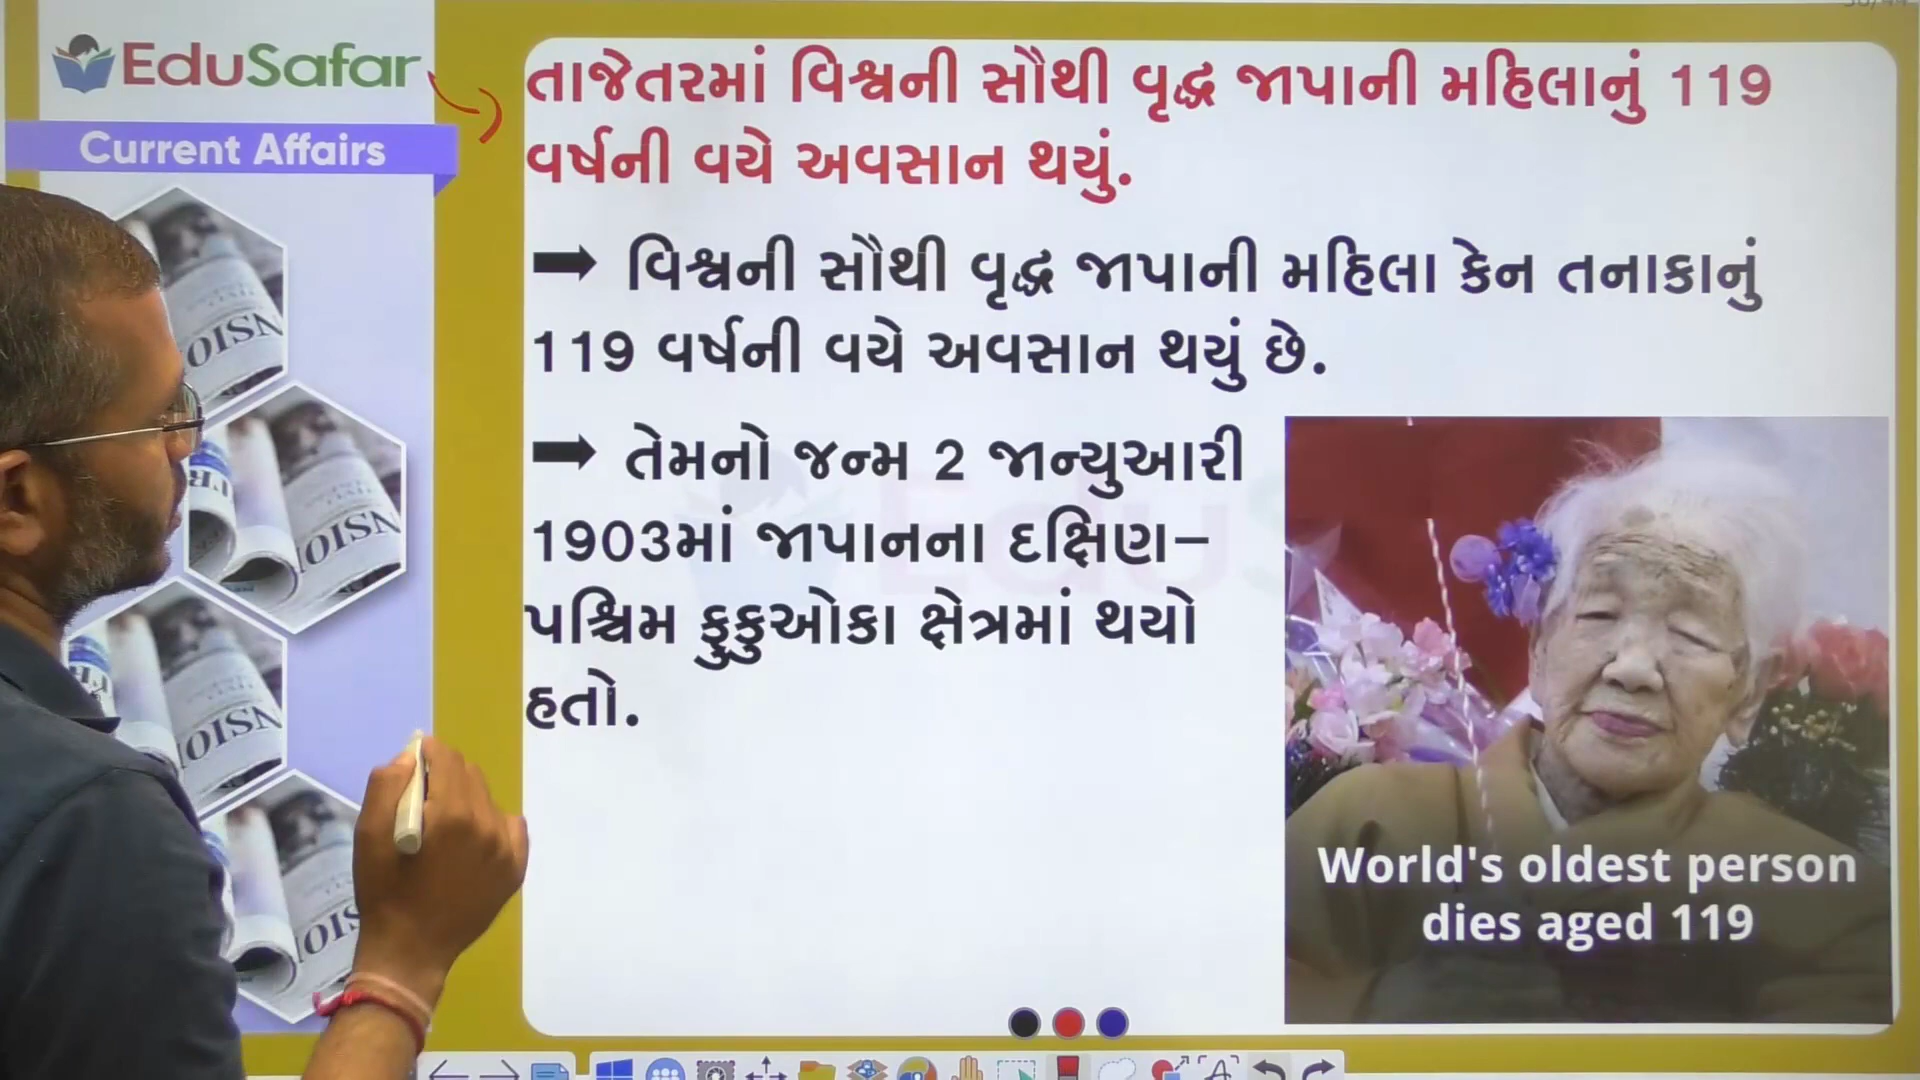 EduSafar
Current Affairs
તાજેતરમાં વિશ્વની સૌથી વૃદ્ધ જાપાની મહિલાનું 119
વર્ષની વયે અવસાન થયું.
➡ વિશ્વની સૌથી વૃદ્ધ જાપાની મહિલા કેન તનાકાનું
119 વર્ષની વયે અવસાન થયું છે.
➡ તેમનો જન્મ 2 જાન્યુઆરી
1903માં જાપાનના દક્ષિણ–
પશ્ચિમ ફુકુઓકા ક્ષેત્રમાં થયો
હતો.
World's oldest person
dies aged 119